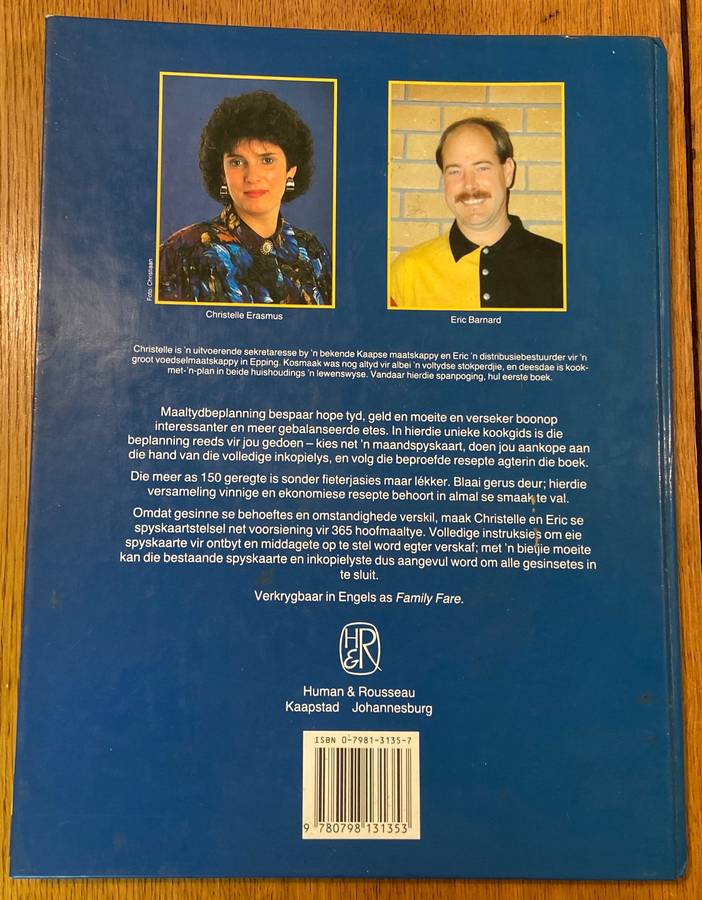 Foto: Christiaan
Christelle Erasmus
Eric Barnard
Christelle is 'n uitvoerende sekretaresse by 'n bekende Kaapse maatskappy en Eric 'n distribusiebestuurder vir 'n
groot voedselmaatskappy in Epping. Kosmaak was nog altyd vir albei 'n voltydse stokperdjie, en deesdae is kook-
met-'n-plan in beide huishoudings 'n lewenswyse. Vandaar hierdie spanpoging, hul eerste boek.
Maaltydbeplanning bespaar hope tyd, geld en moeite en verseker boonop
interessanter en meer gebalanseerde etes. In hierdie unieke kookgids is die
beplanning reeds vir jou gedoen – kies net 'n maandspyskaart, doen jou aankope aan
die hand van die volledige inkopielys, en volg die beproefde resepte agterin die boek.
Die meer as 150 geregte is sonder fieterjasies maar lékker. Blaai gerus deur; hierdie
versameling vinnige en ekonomiese resepte behoort in almal se smaak te val.
Omdat gesinne se behoeftes en omstandighede verskil, maak Christelle en Eric se
spyskaartstelsel net voorsiening vir 365 hoofmaaltye. Volledige instruksies om eie
spyskaarte vir ontbyt en middagete op te stel word egter verskaf; met 'n bietjie moeite
kan die bestaande spyskaarte en inkopielyste dus aangevul word om alle gesinsetes in
te sluit.
Verkrygbaar in Engels as Family Fare.
H&R
Human & Rousseau
Kaapstad Johannesburg
ISBN 0-7981-3135-7
9 780798 131353